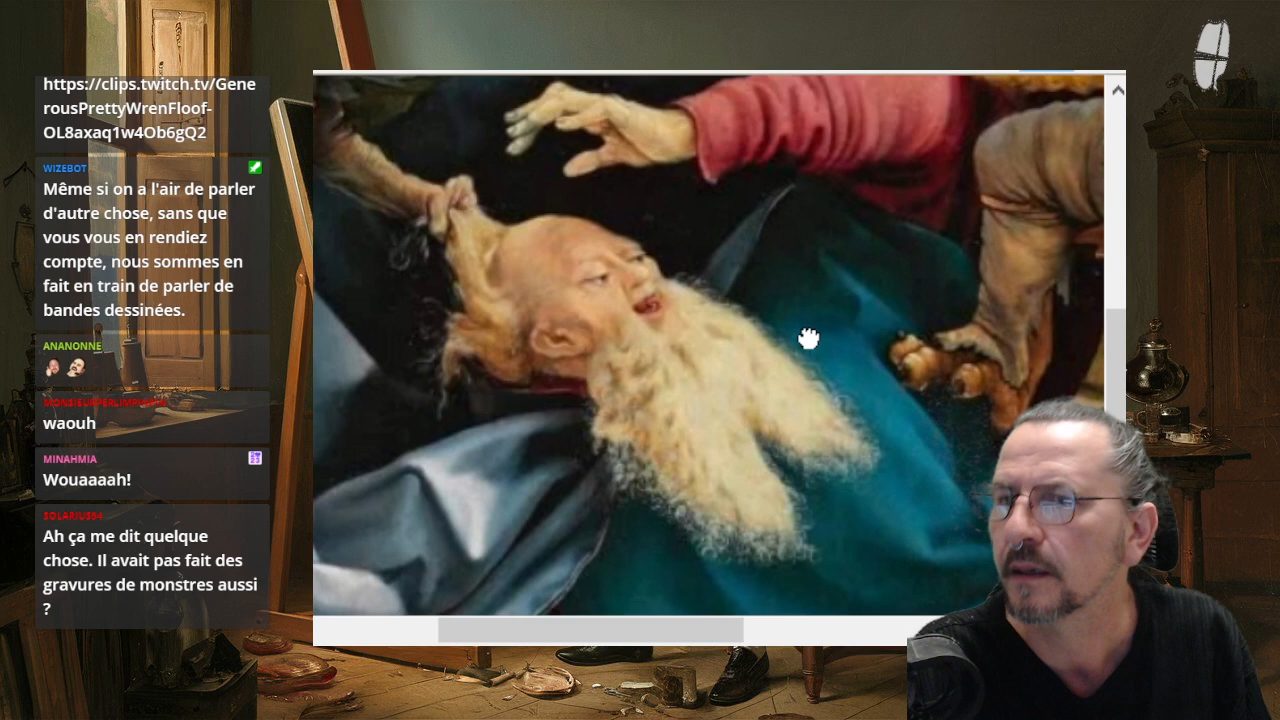 https://clips.twitch.tv/Gene
rousPrettyWrenFloof-
OL8axaq1w4Ob6gQ2
WIZEBOT
Même si on a l'air de parler
d'autre chose, sans que
vous vous en rendiez
compte, nous sommes en
fait en train de parler de
bandes dessinées.
ANANONNE
waouh
MINAHMIA
Wouaaaah!
SOLARIUS64
Ah ça me dit quelque
chose. Il avait pas fait des
gravures de monstres aussi
?